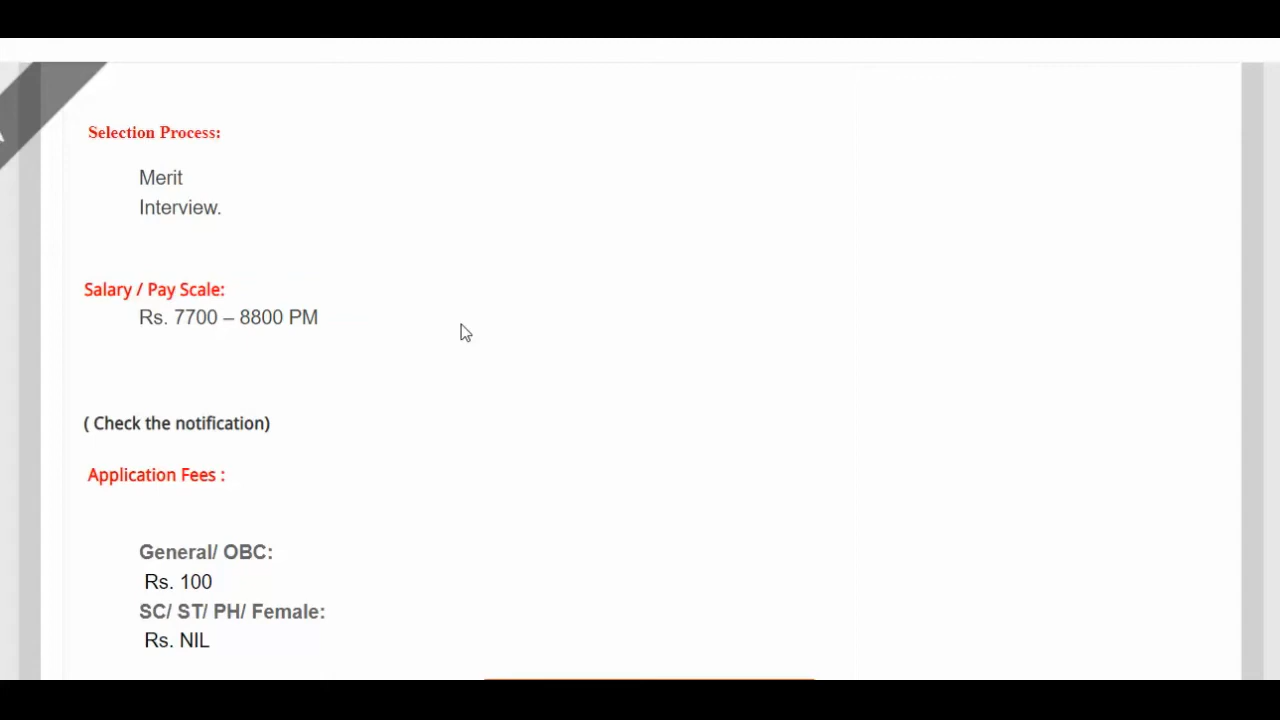 Selection Process:
Merit
Interview.
Salary / Pay Scale:
Rs. 7700 – 8800 PM
( Check the notification)
Application Fees :
General/ OBC:
Rs. 100
SC/ ST/ PH/ Female:
Rs. NIL